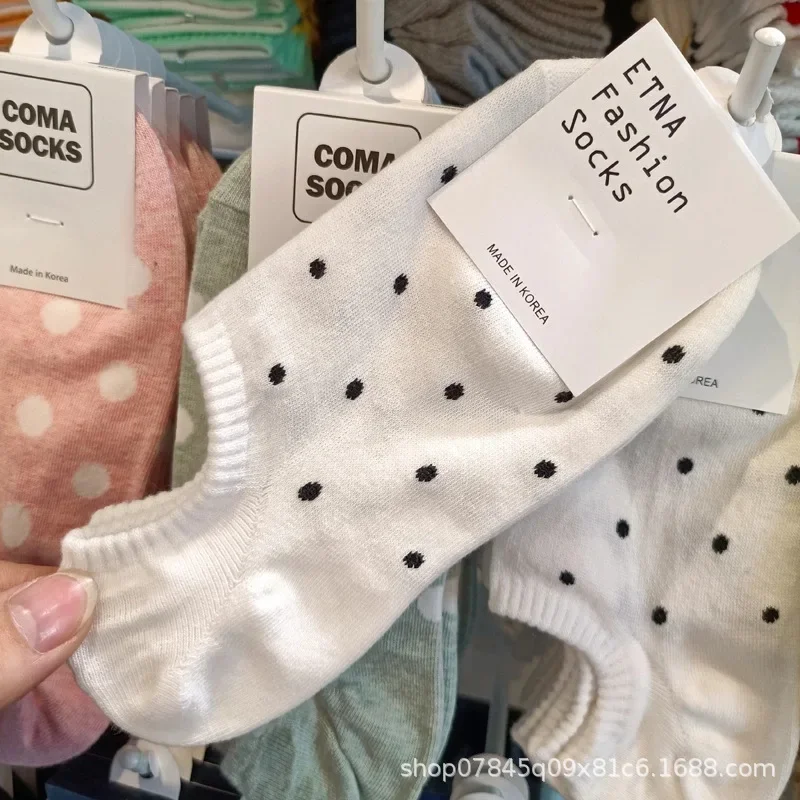 COMA
SOCKS
Made in Korea
COMA
SOC
ETNA
Fashion
Socks
MADE IN KOREA
OREA
shop07845q09x81c6.1688.com